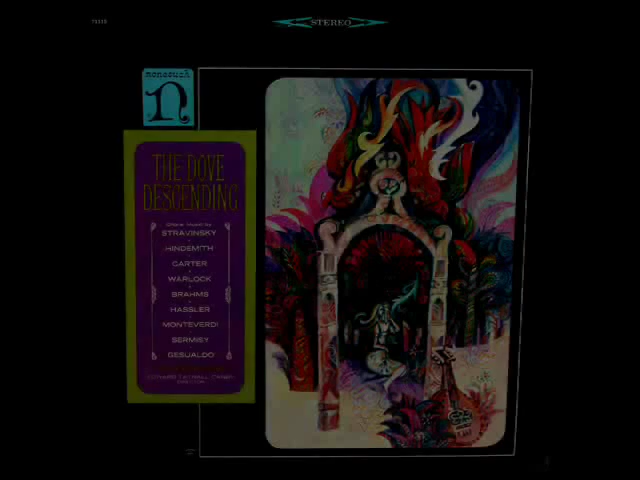 STEREO
nonesuch
n
THE DOVE
DESCENDING
Choral Music by
STRAVINSKY
HINDEMITH
CARTER
WARLOCK
BRAHMS
HASSLER
MONTEVERDI
SERMISY
GESUALDO